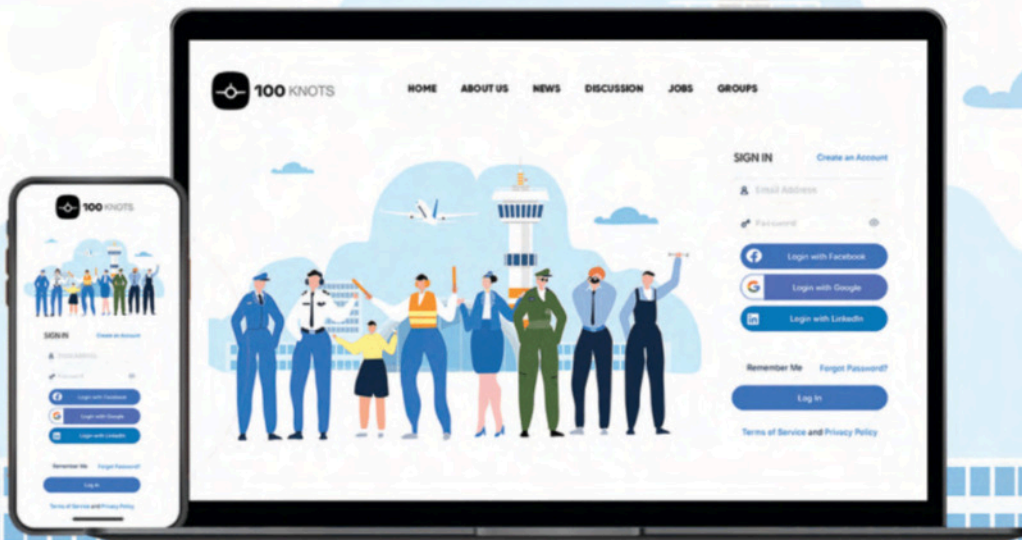 100 KNOTS
HOME ABOUT US NEWS DISCUSSION JOBS GROUPS
SIGN IN Create an Account
Email Address
Password
Login with Facebook
Login with Google
Login with LinkedIn
Remember Me Forgot Password?
Log In
Terms of Service and Privacy Policy
100 KNOTS
SIGN IN Create an Account
Email Address
Password
Login with Facebook
Login with Google
Login with LinkedIn
Remember Me Forgot Password?
Log In
Terms of Service and Privacy Policy